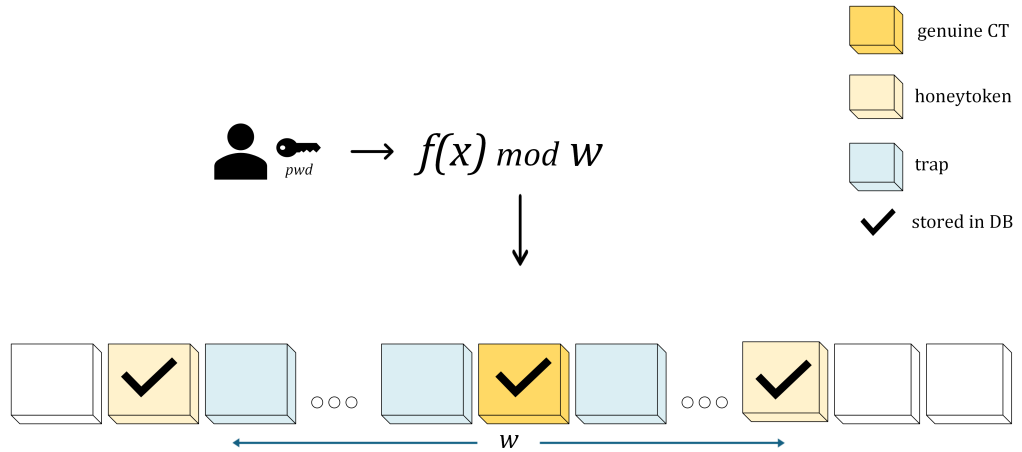 genuine CT
honeytoken
pwd
f(x) mod w
trap
stored in DB
w